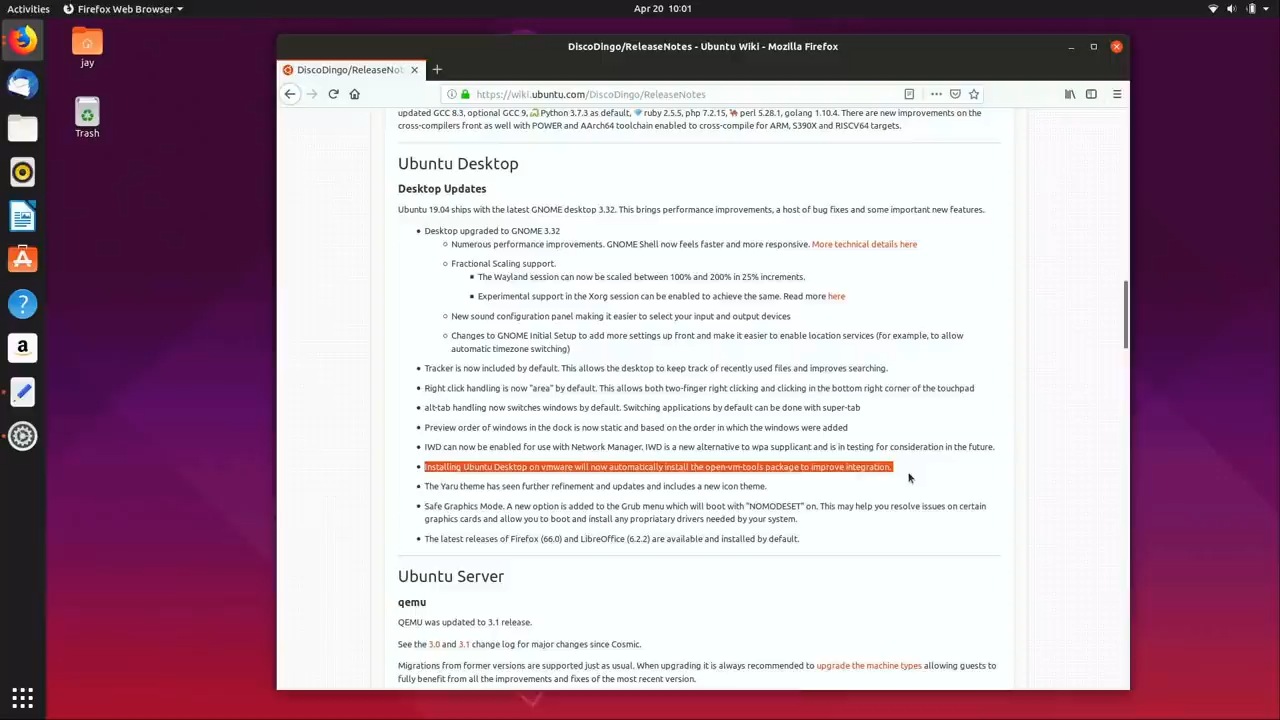 Activities
Firefox Web Browser
Apr 20 10:01
jay
Trash
DiscoDingo/ReleaseNotes - Ubuntu Wiki - Mozilla Firefox
DiscoDingo/ReleaseNot
https://wiki.ubuntu.com/DiscoDingo/ReleaseNotes
updated GCC 8.3, optional GCC 9, Python 3.7.3 as default, ruby 2.5.5, php 7.2.15, perl 5.28.1, golang 1.10.4. There are new improvements on the
cross-compilers front as well with POWER and AArch64 toolchain enabled to cross-compile for ARM, S390X and RISCV64 targets.
Ubuntu Desktop
Desktop Updates
Ubuntu 19.04 ships with the latest GNOME desktop 3.32. This brings performance improvements, a host of bug fixes and some important new features.
Desktop upgraded to GNOME 3.32
Numerous performance improvements. GNOME Shell now feels faster and more responsive. More technical details here
Fractional Scaling support.
The Wayland session can now be scaled between 100% and 200% in 25% increments.
Experimental support in the Xorg session can be enabled to achieve the same. Read more here
New sound configuration panel making it easier to select your input and output devices
Changes to GNOME Initial Setup to add more settings up front and make it easier to enable location services (for example, to allow
automatic timezone switching)
Tracker is now included by default. This allows the desktop to keep track of recently used files and improves searching.
Right click handling is now "area" by default. This allows both two-finger right clicking and clicking in the bottom right corner of the touchpad
alt-tab handling now switches windows by default. Switching applications by default can be done with super-tab
Preview order of windows in the dock is now static and based on the order in which the windows were added
IWD can now be enabled for use with Network Manager. IWD is a new alternative to wpa supplicant and is in testing for consideration in the future.
Installing Ubuntu Desktop on vmware will now automatically install the open-vm-tools package to improve integration.
The Yaru theme has seen further refinement and updates and includes a new icon theme.
Safe Graphics Mode. A new option is added to the Grub menu which will boot with "NOMODESET" on. This may help you resolve issues on certain
graphics cards and allow you to boot and install any propriatary drivers needed by your system.
The latest releases of Firefox (66.0) and LibreOffice (6.2.2) are available and installed by default.
Ubuntu Server
qemu
QEMU was updated to 3.1 release.
See the 3.0 and 3.1 change log for major changes since Cosmic.
Migrations from former versions are supported just as usual. When upgrading it is always recommended to upgrade the machine types allowing guests to
fully benefit from all the improvements and fixes of the most recent version.